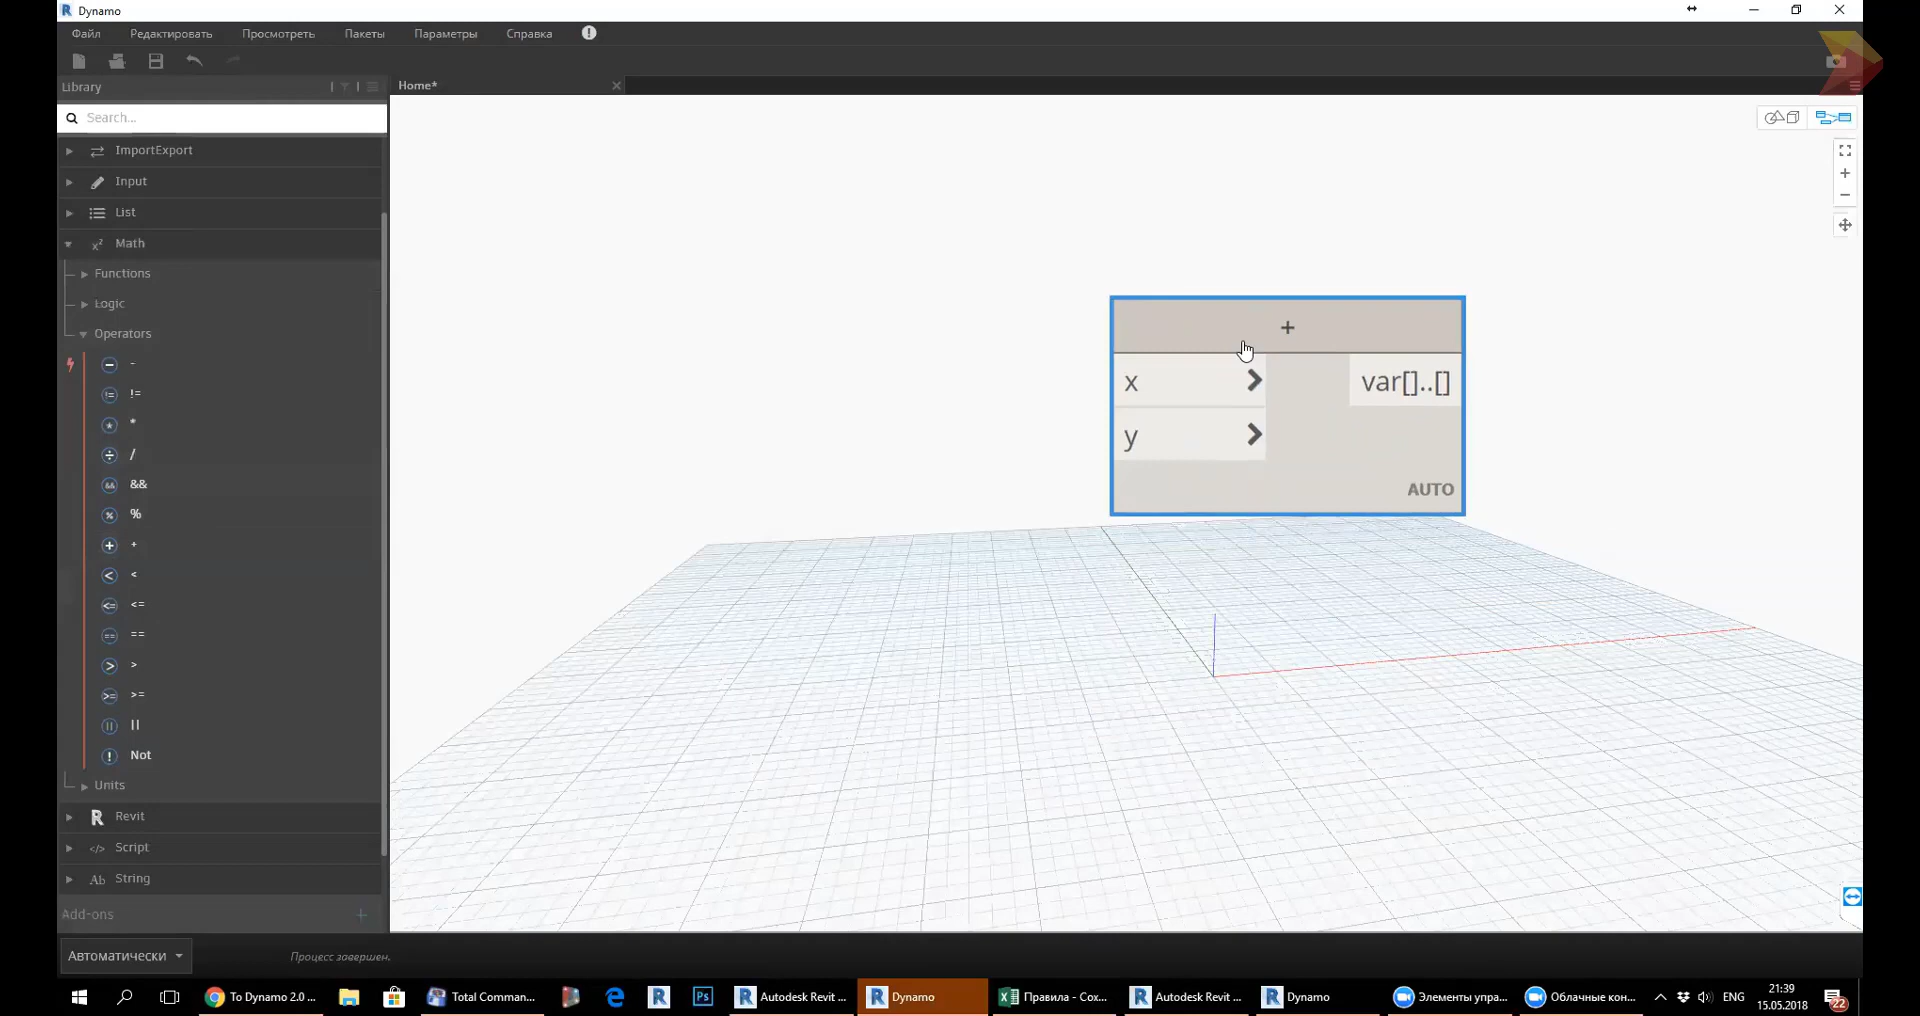 Dynamo
Файл Редактировать Просмотреть Пакеты Параметры Справка
Library
Home*
Search...
ImportExport
Input
List
Math
Functions
Logic
Operators
-
!=
*
/
&&
%
+
<
<=
==
>
>=
||
Not
Units
Revit
Script
String
Add-ons +
+
x
var[]..[]
y
AUTO
Автоматически
Процесс завершен.
To Dynamo 2.0 ...
Total Comman...
Ps
Autodesk Revit ...
Dynamo
Правила - Сох...
Autodesk Revit ...
Dynamo
Элементы упра...
Облачные кон...
ENG
21:39
15.05.2018
22